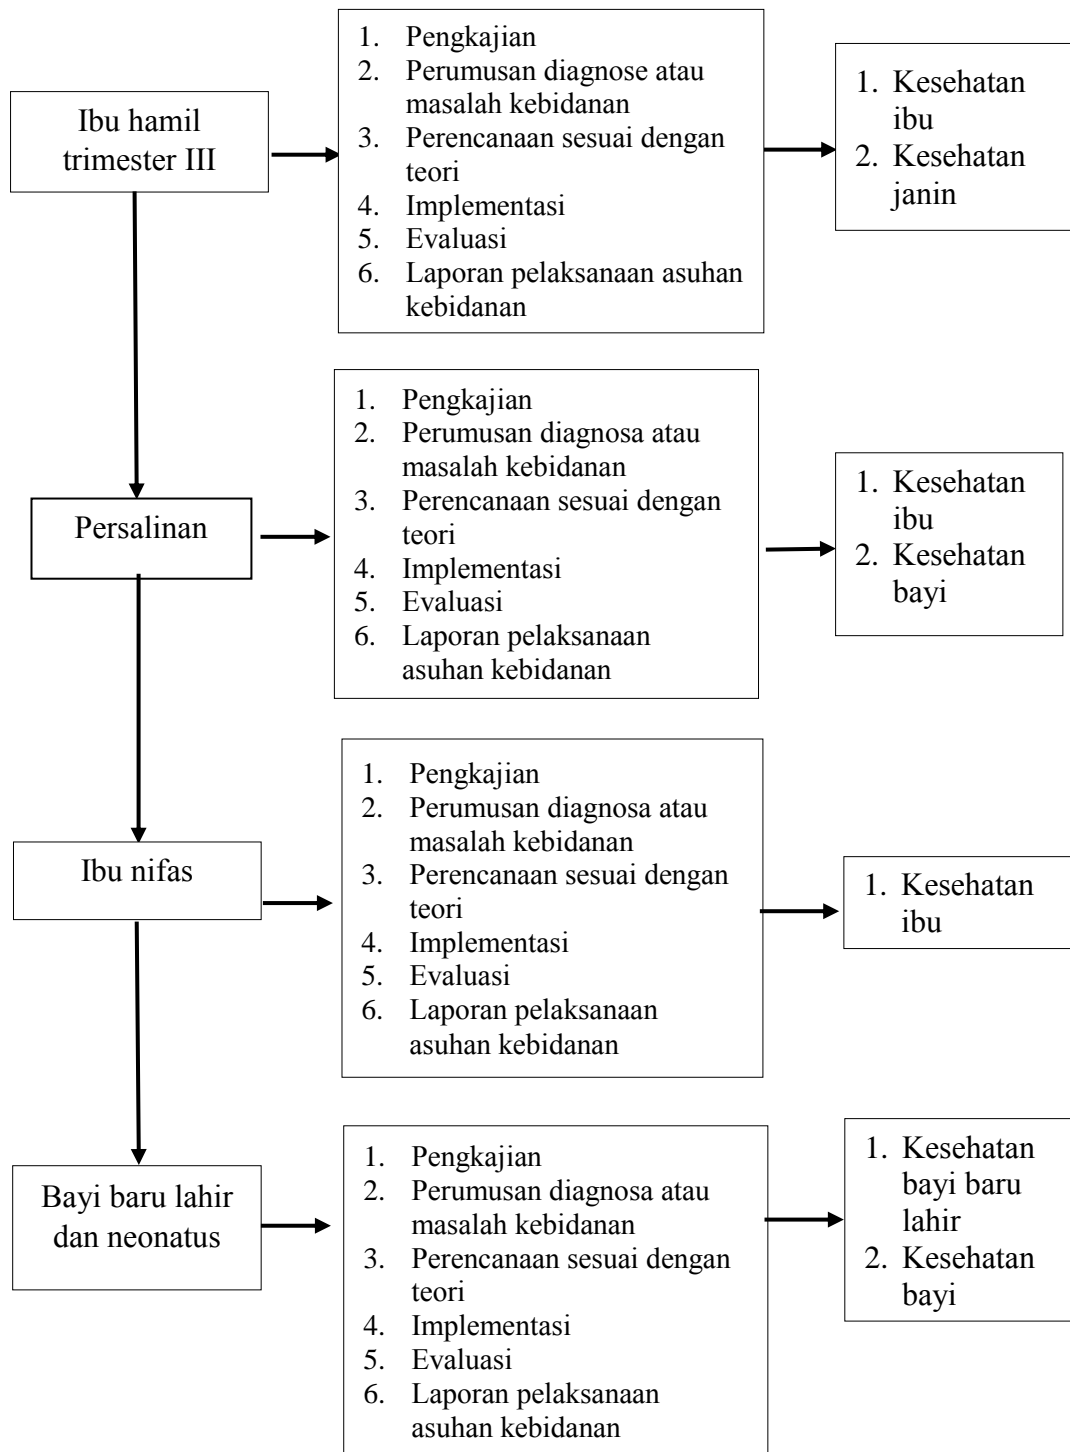 Ibu hamil
trimester III
1. Pengkajian
2. Perumusan diagnose atau
masalah kebidanan
3. Perencanaan sesuai dengan
teori
4. Implementasi
5. Evaluasi
6. Laporan pelaksanaan asuhan
kebidanan
1. Kesehatan
ibu
2. Kesehatan
janin
Persalinan
1. Pengkajian
2. Perumusan diagnosa atau
masalah kebidanan
3. Perencanaan sesuai dengan
teori
4. Implementasi
5. Evaluasi
6. Laporan pelaksanaan
asuhan kebidanan
1. Kesehatan
ibu
2. Kesehatan
bayi
Ibu nifas
1. Pengkajian
2. Perumusan diagnosa atau
masalah kebidanan
3. Perencanaan sesuai dengan
teori
4. Implementasi
5. Evaluasi
6. Laporan pelaksanaan
asuhan kebidanan
1. Kesehatan
ibu
Bayi baru lahir
dan neonatus
1. Pengkajian
2. Perumusan diagnosa atau
masalah kebidanan
3. Perencanaan sesuai dengan
teori
4. Implementasi
5. Evaluasi
6. Laporan pelaksanaan
asuhan kebidanan
1. Kesehatan
bayi baru
lahir
2. Kesehatan
bayi